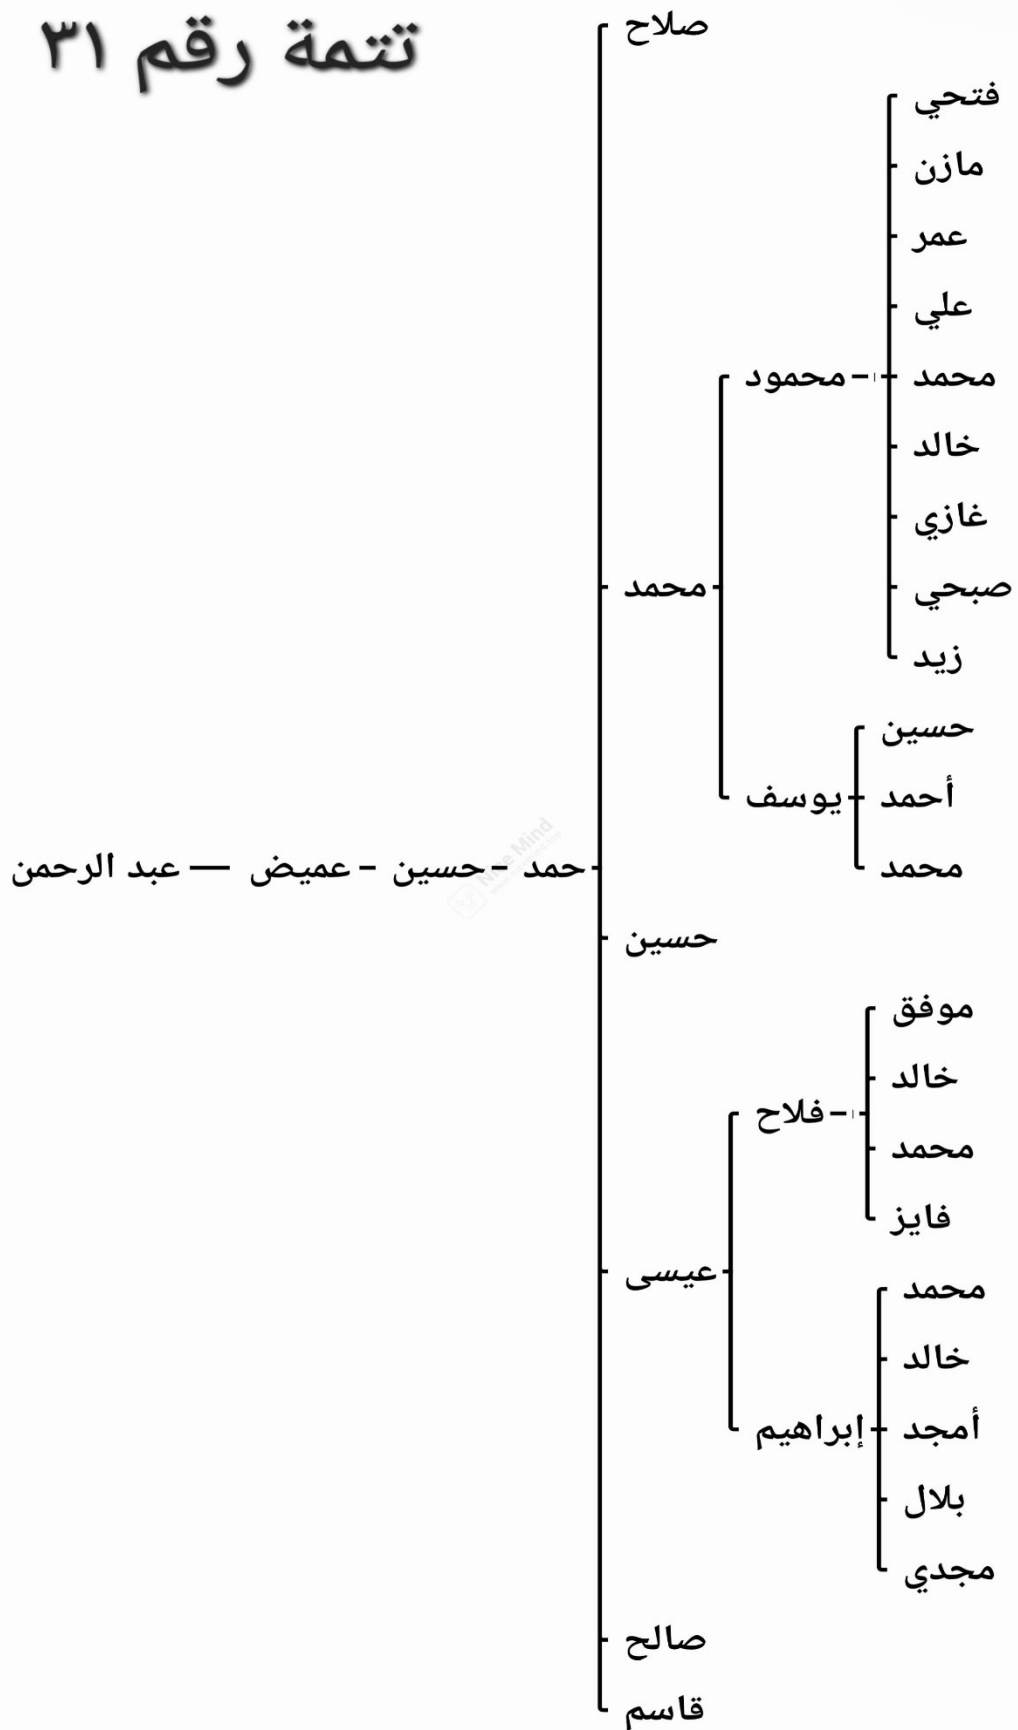 تتمة رقم ٣١
صلاح
فتحي
مازن
عمر
علي
محمود
محمد
خالد
غازي
محمد
صبحي
زيد
حسين
يوسف
أحمد
عبد الرحمن — عميض - حسين - حمد
محمد
حسين
موفق
خالد
فلاح
محمد
فايز
عيسى
محمد
خالد
إبراهيم
أمجد
بلال
مجدي
صالح
قاسم
Nice Mind